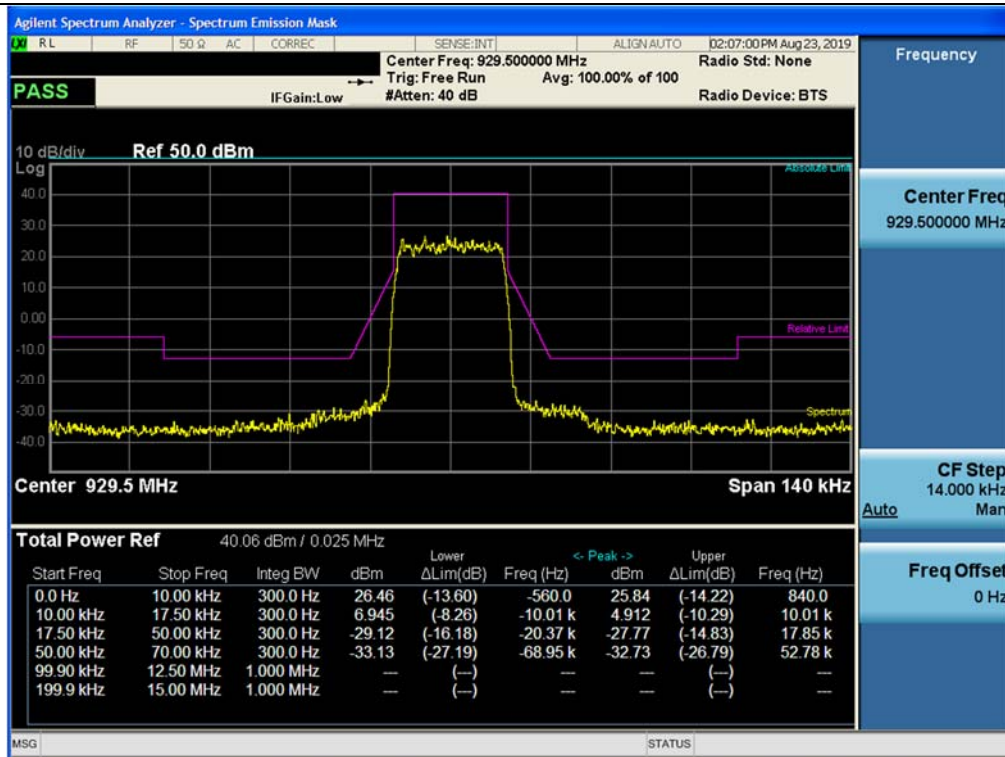 Agilent Spectrum Analyzer - Spectrum Emission Mask
LXI RL RF 50 Ω AC CORREC SENSE:INT ALIGN AUTO 02:07:00 PM Aug 23, 2019
Center Freq: 929.500000 MHz Radio Std: None
Trig: Free Run Avg: 100.00% of 100
PASS IFGain:Low #Atten: 40 dB Radio Device: BTS
Frequency
10 dB/div Ref 50.0 dBm
Log
Absolute Limit
40.0
30.0
20.0
10.0
0.00
Relative Limit
-10.0
-20.0
-30.0
Spectrum
-40.0
Center 929.5 MHz Span 140 kHz
Center Freq
929.500000 MHz
CF Step
14.000 kHz
Auto Man
Freq Offset
0 Hz
Total Power Ref 40.06 dBm / 0.025 MHz
Lower <- Peak -> Upper
Start Freq Stop Freq Integ BW dBm ΔLim(dB) Freq (Hz) dBm ΔLim(dB) Freq (Hz)
0.0 Hz 10.00 kHz 300.0 Hz 26.46 (-13.60) -560.0 25.84 (-14.22) 840.0
10.00 kHz 17.50 kHz 300.0 Hz 6.945 (-8.26) -10.01 k 4.912 (-10.29) 10.01 k
17.50 kHz 50.00 kHz 300.0 Hz -29.12 (-16.18) -20.37 k -27.77 (-14.83) 17.85 k
50.00 kHz 70.00 kHz 300.0 Hz -33.13 (-27.19) -68.95 k -32.73 (-26.79) 52.78 k
99.90 kHz 12.50 MHz 1.000 MHz --- (---) --- --- (---) ---
199.9 kHz 15.00 MHz 1.000 MHz --- (---) --- --- (---) ---
MSG STATUS